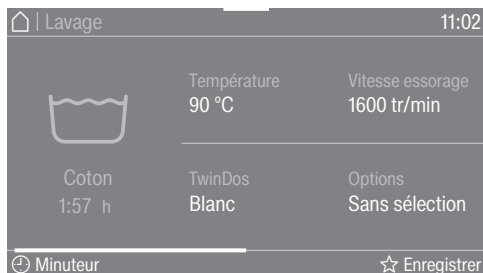 | Lavage 11:02
Température Vitesse essorage
90 °C 1600 tr/min
Coton TwinDos Options
1:57 h Blanc Sans sélection
Minuteur Enregistrer